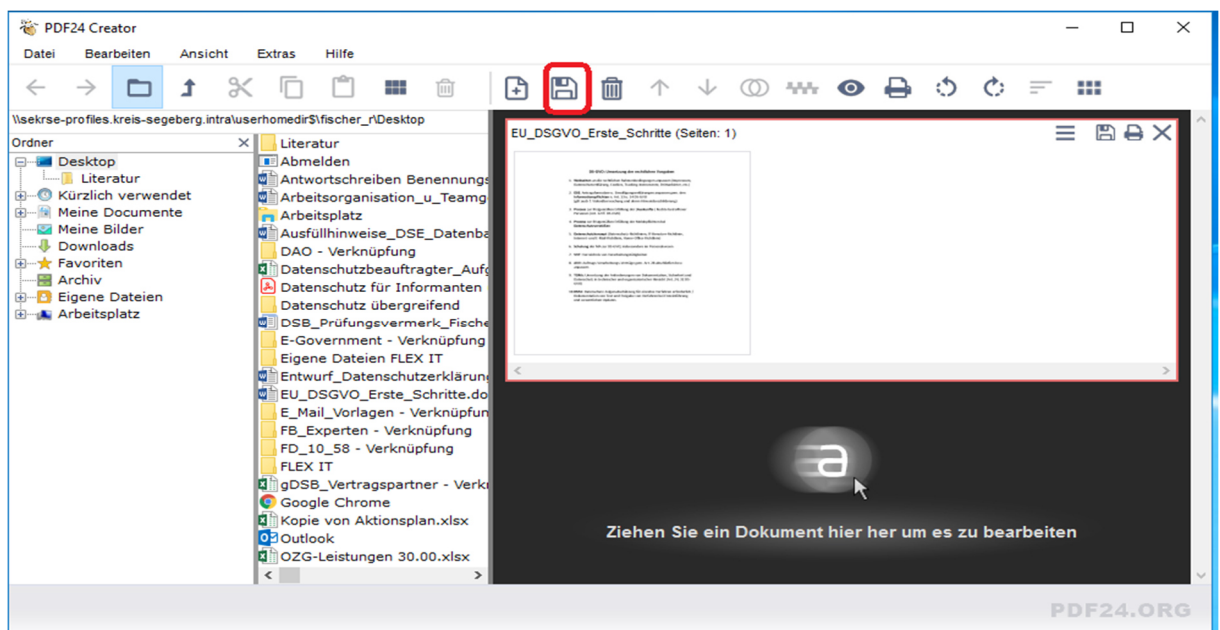 PDF24 Creator
Datei Bearbeiten Ansicht Extras Hilfe
\\sekrse-profiles.kreis-segeberg.intra\userhomedir$\fischer_r\Desktop
Ordner
Desktop
Literatur
Kürzlich verwendet
Meine Documente
Meine Bilder
Downloads
Favoriten
Archiv
Eigene Dateien
Arbeitsplatz
Literatur
Abmelden
Antwortschreiben Benennungs
Arbeitsorganisation_u_Teamg
Arbeitsplatz
Ausfüllhinweise_DSE_Datenba
DAO - Verknüpfung
Datenschutzbeauftragter_Aufg
Datenschutz für Informanten
Datenschutz übergreifend
DSB_Prüfungsvermerk_Fische
E-Government - Verknüpfung
Eigene Dateien FLEX IT
Entwurf_Datenschutzerklärung
EU_DSGVO_Erste_Schritte.do
E_Mail_Vorlagen - Verknüpfun
FB_Experten - Verknüpfung
FD_10_58 - Verknüpfung
FLEX IT
gDSB_Vertragspartner - Verkn
Google Chrome
Kopie von Aktionsplan.xlsx
Outlook
OZG-Leistungen 30.00.xlsx
EU_DSGVO_Erste_Schritte (Seiten: 1)
Ziehen Sie ein Dokument hier her um es zu bearbeiten
PDF24.ORG